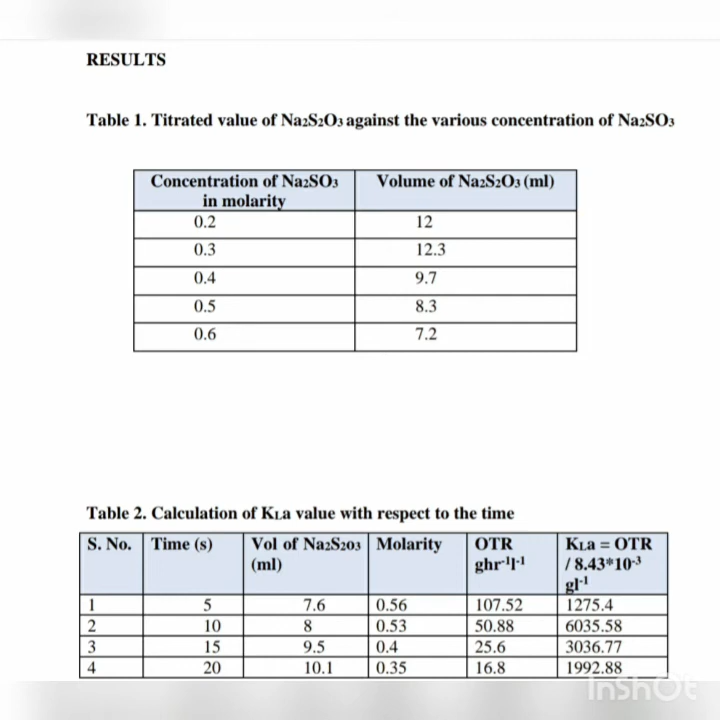 RESULTS
Table 1. Titrated value of Na2S2O3 against the various concentration of Na2SO3
Concentration of Na2SO3 in molarity | Volume of Na2S2O3 (ml)
0.2 | 12
0.3 | 12.3
0.4 | 9.7
0.5 | 8.3
0.6 | 7.2
Table 2. Calculation of KLa value with respect to the time
S. No. | Time (s) | Vol of Na2S2O3 (ml) | Molarity | OTR ghr-1l-1 | KLa = OTR / 8.43*10-3 gl-1
1 | 5 | 7.6 | 0.56 | 107.52 | 1275.4
2 | 10 | 8 | 0.53 | 50.88 | 6035.58
3 | 15 | 9.5 | 0.4 | 25.6 | 3036.77
4 | 20 | 10.1 | 0.35 | 16.8 | 1992.88
InShOt